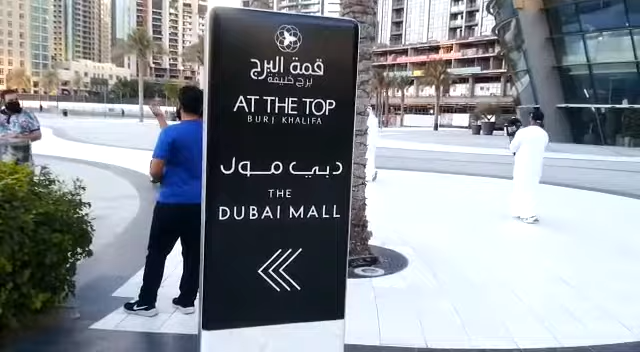 قمة البرج
برج خليفة
AT THE TOP
BURJ KHALIFA
دبي مول
THE
DUBAI MALL